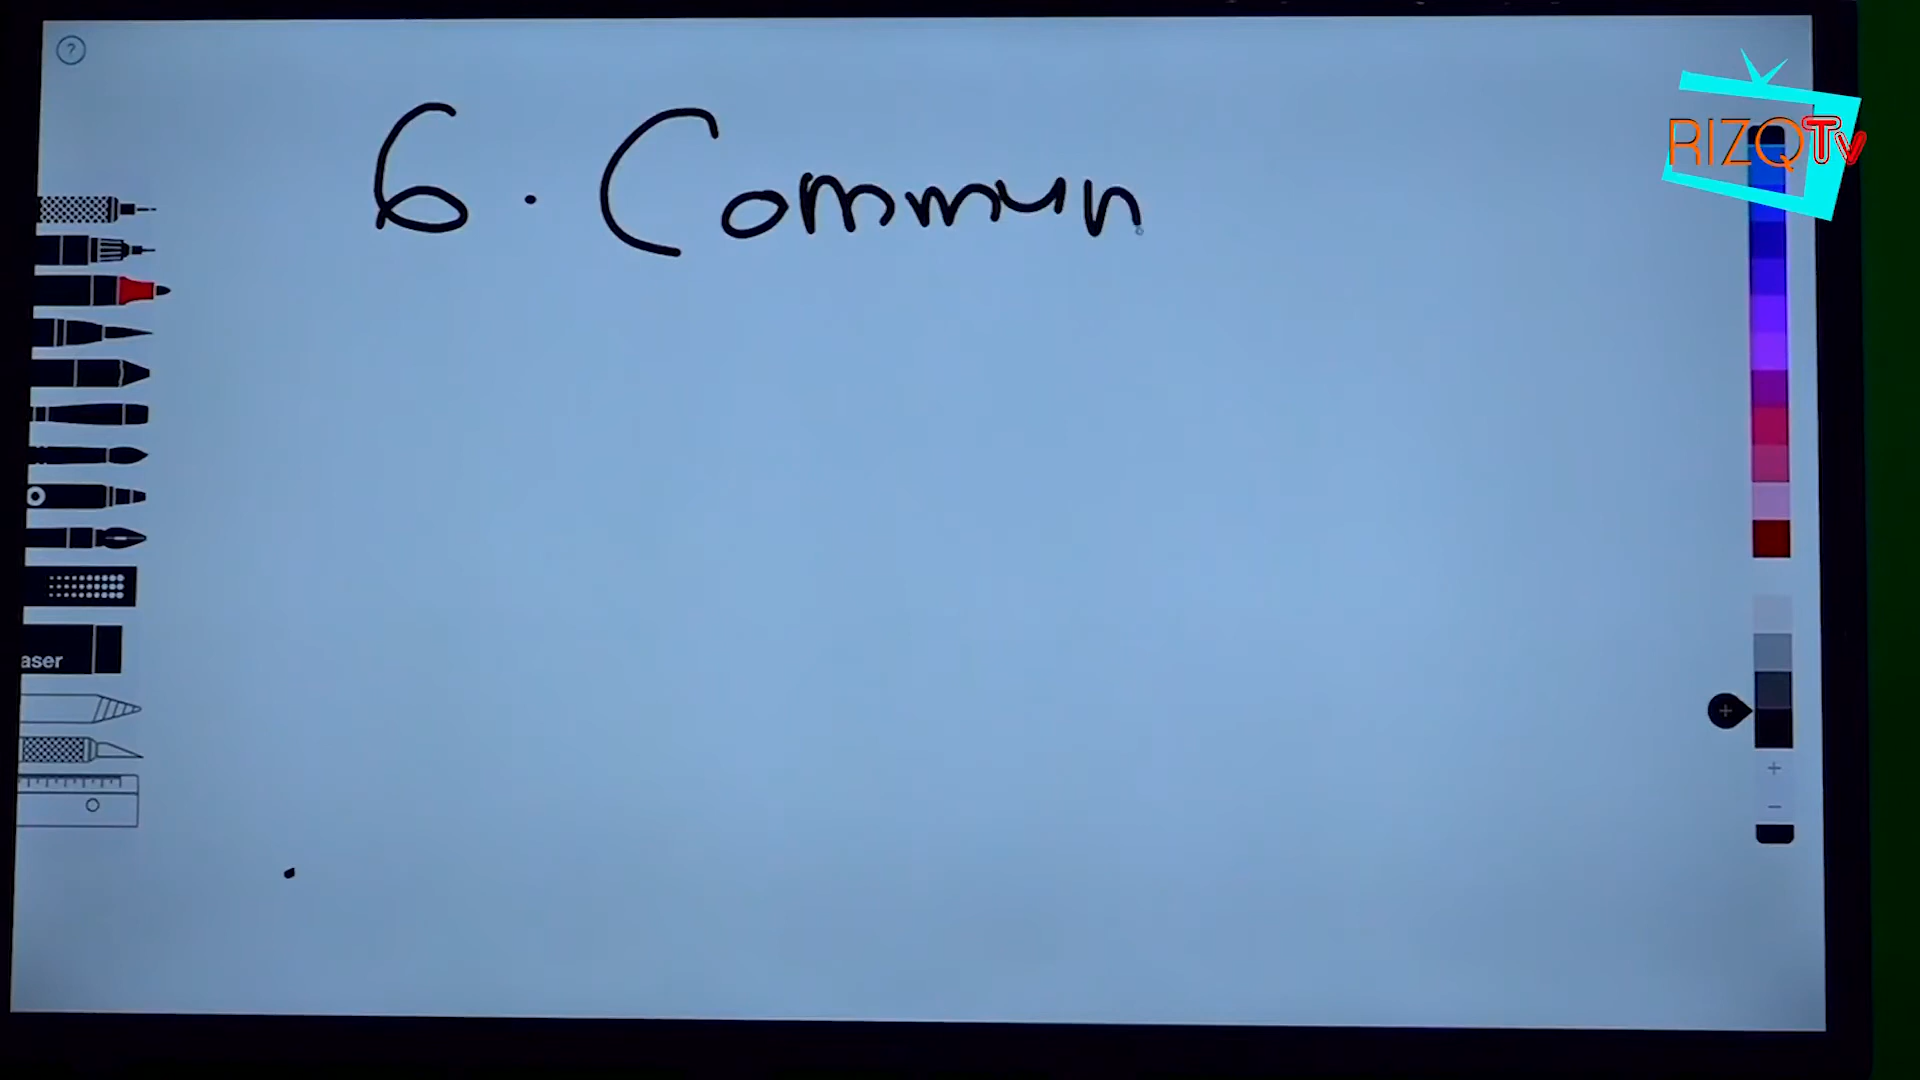 ?
RIZQTv
6. Commun
aser
+
+
−